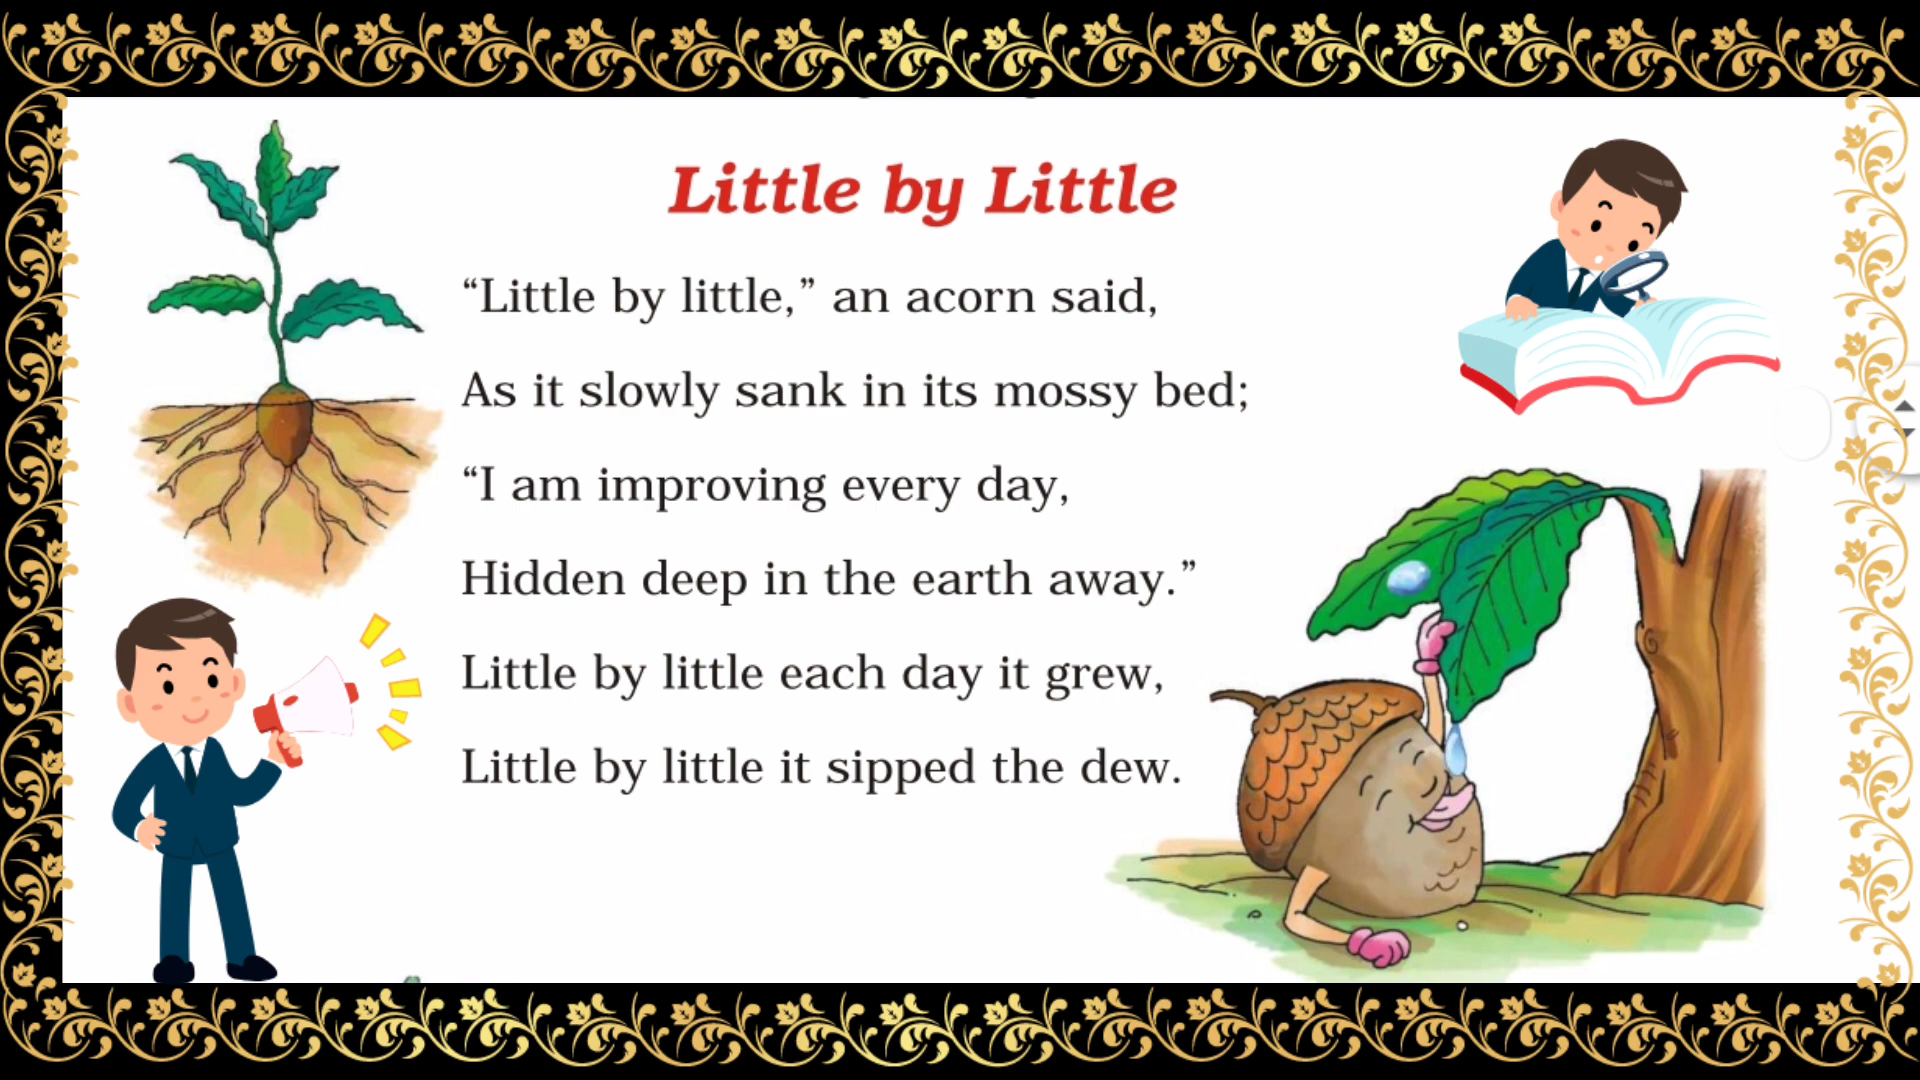 Little by Little
“Little by little,” an acorn said,
As it slowly sank in its mossy bed;
“I am improving every day,
Hidden deep in the earth away.”
Little by little each day it grew,
Little by little it sipped the dew.